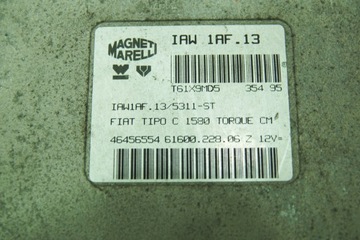 MAGNETI
MARELLI
IAW 1AF.13
T61X9MD5 354 95
IAW1AF.13/5311-ST
FIAT TIPO C 1580 TORQUE CM
46456554 61600.228.06 Z 12V=